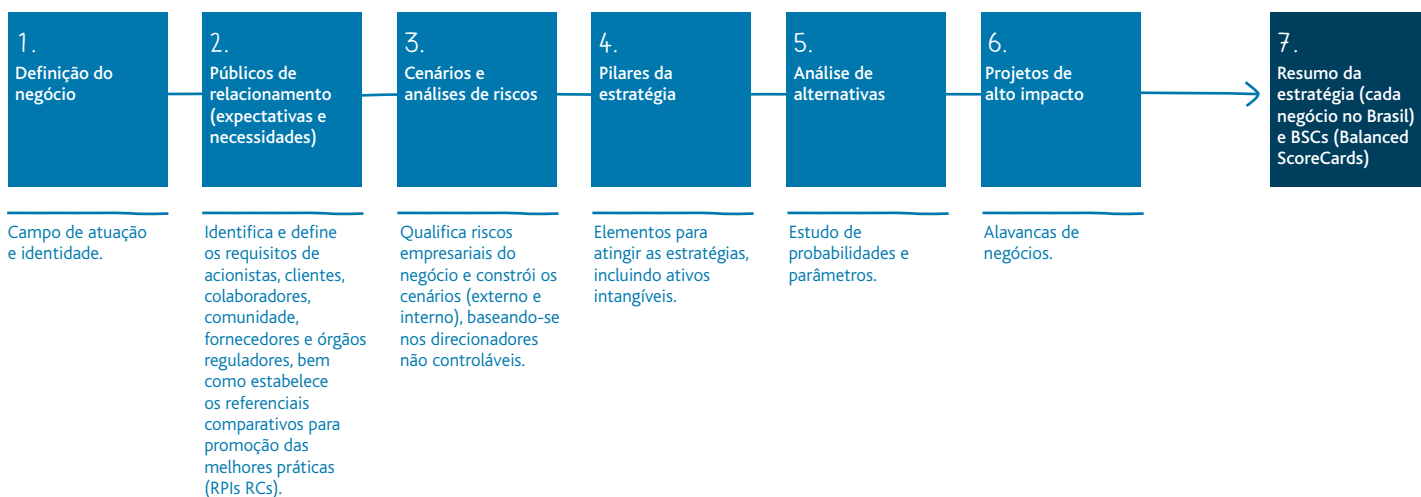 1.
Definição do
negócio
2.
Públicos de
relacionamento
(expectativas e
necessidades)
3.
Cenários e
análises de riscos
4.
Pilares da
estratégia
5.
Análise de
alternativas
6.
Projetos de
alto impacto
7.
Resumo da
estratégia (cada
negócio no Brasil)
e BSCs (Balanced
ScoreCards)
Campo de atuação
e identidade.
Identifica e define
os requisitos de
acionistas, clientes,
colaboradores,
comunidade,
fornecedores e órgãos
reguladores, bem
como estabelece
os referenciais
comparativos para
promoção das
melhores práticas
(RPIs RCs).
Qualifica riscos
empresariais do
negócio e constrói os
cenários (externo e
interno), baseando-se
nos direcionadores
não controláveis.
Elementos para
atingir as estratégias,
incluindo ativos
intangíveis.
Estudo de
probabilidades e
parâmetros.
Alavancas de
negócios.